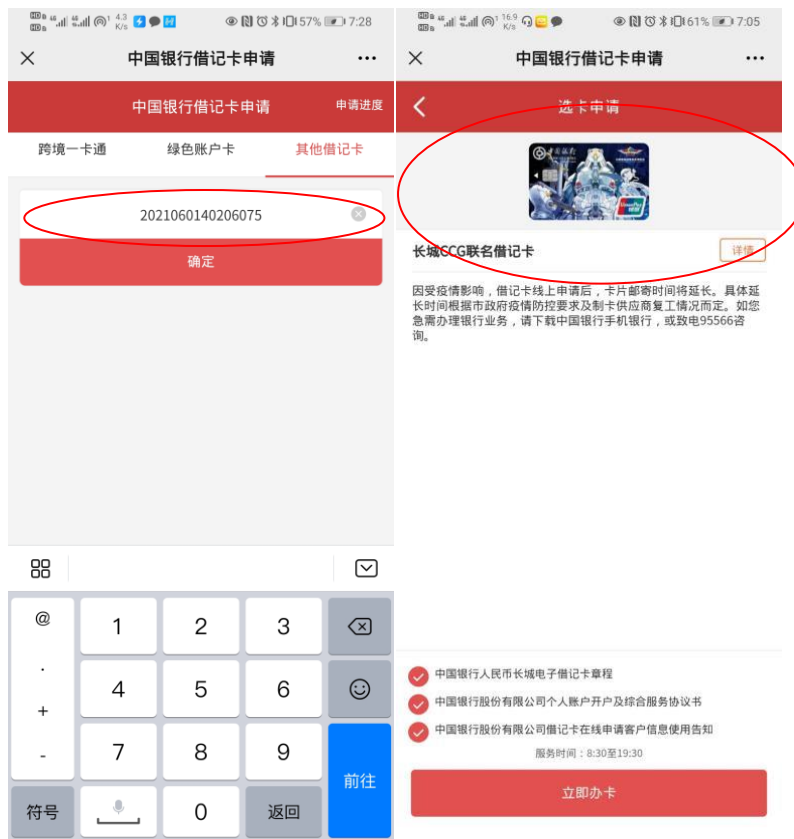 4.3
K/s
57%
7:28
中国银行借记卡申请
中国银行借记卡申请
申请进度
跨境一卡通
绿色账户卡
其他借记卡
2021060140206075
确定
@
.
+
-
1
2
3
4
5
6
7
8
9
符号
0
返回
前往
16.9
K/s
61%
7:05
中国银行借记卡申请
选卡申请
中国银行
UnionPay
银联
长城CCG联名借记卡
详情
因受疫情影响，借记卡线上申请后，卡片邮寄时间将延长。具体延
长时间根据市政府疫情防控要求及制卡供应商复工情况而定。如您
急需办理银行业务，请下载中国银行手机银行，或致电95566咨
询。
中国银行人民币长城电子借记卡章程
中国银行股份有限公司个人账户开户及综合服务协议书
中国银行股份有限公司借记卡在线申请客户信息使用告知
服务时间：8:30至19:30
立即办卡